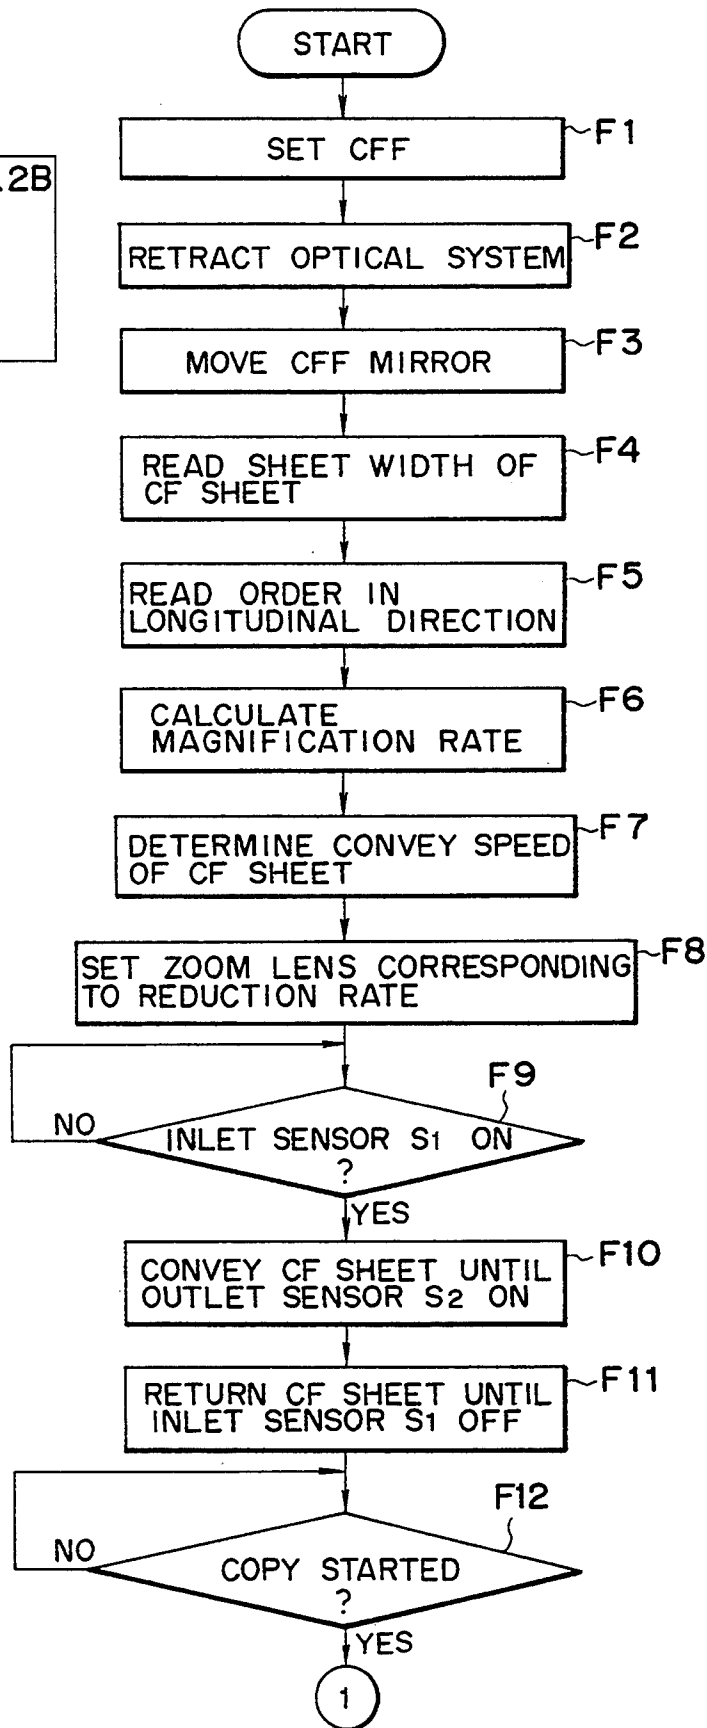 START
SET CFF
F1
.2B
RETRACT OPTICAL SYSTEM
F2
MOVE CFF MIRROR
F3
READ SHEET WIDTH OF
CF SHEET
F4
READ ORDER IN
LONGITUDINAL DIRECTION
F5
CALCULATE
MAGNIFICATION RATE
F6
DETERMINE CONVEY SPEED
OF CF SHEET
F7
SET ZOOM LENS CORRESPONDING
TO REDUCTION RATE
F8
F9
NO
INLET SENSOR S1 ON
?
YES
CONVEY CF SHEET UNTIL
OUTLET SENSOR S2 ON
F10
RETURN CF SHEET UNTIL
INLET SENSOR S1 OFF
F11
F12
NO
COPY STARTED
?
YES
1